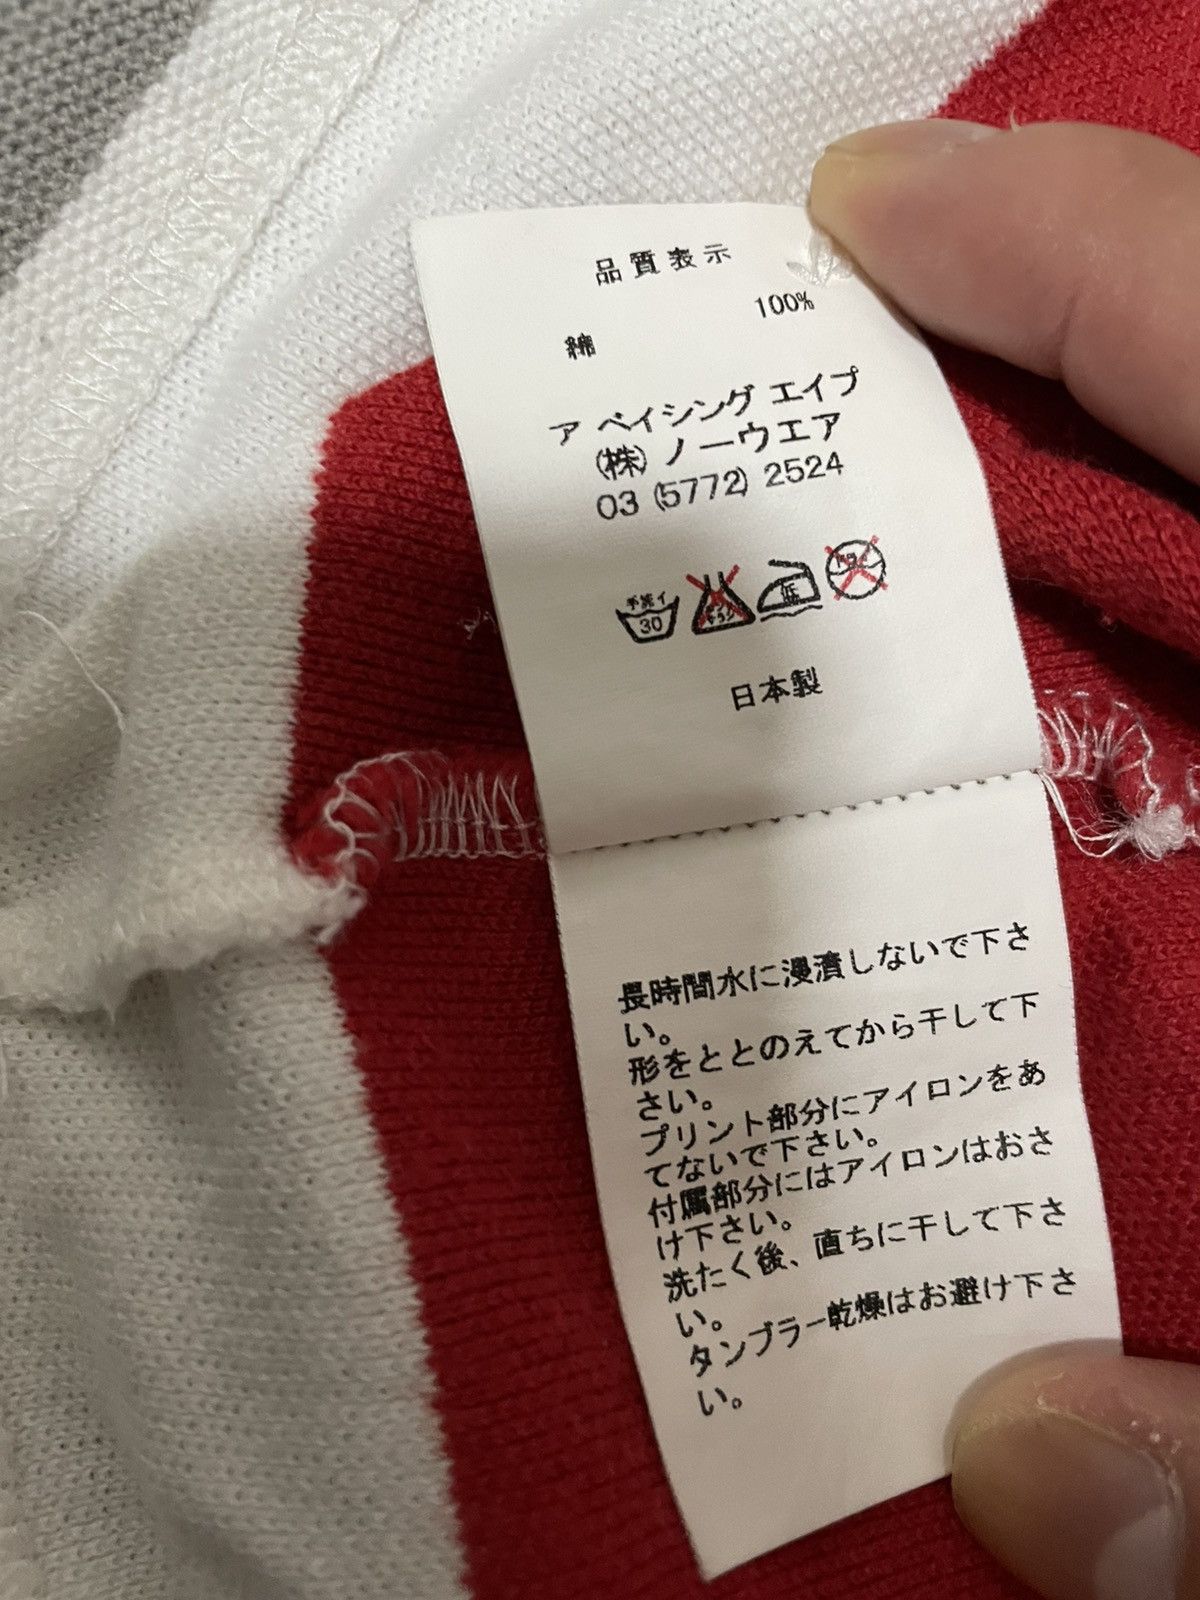 品質表示
綿 100%
ア ベイシング エイプ
(株) ノーウエア
03 (5772) 2524
手洗イ
30
低
日本製
長時間水に浸漬しないで下さ
い。
形をととのえてから干して下
さい。
プリント部分にアイロンをあ
てないで下さい。
付属部分にはアイロンはおさ
け下さい。
洗たく後、直ちに干して下さ
い。
タンブラー乾燥はお避け下さ
い。